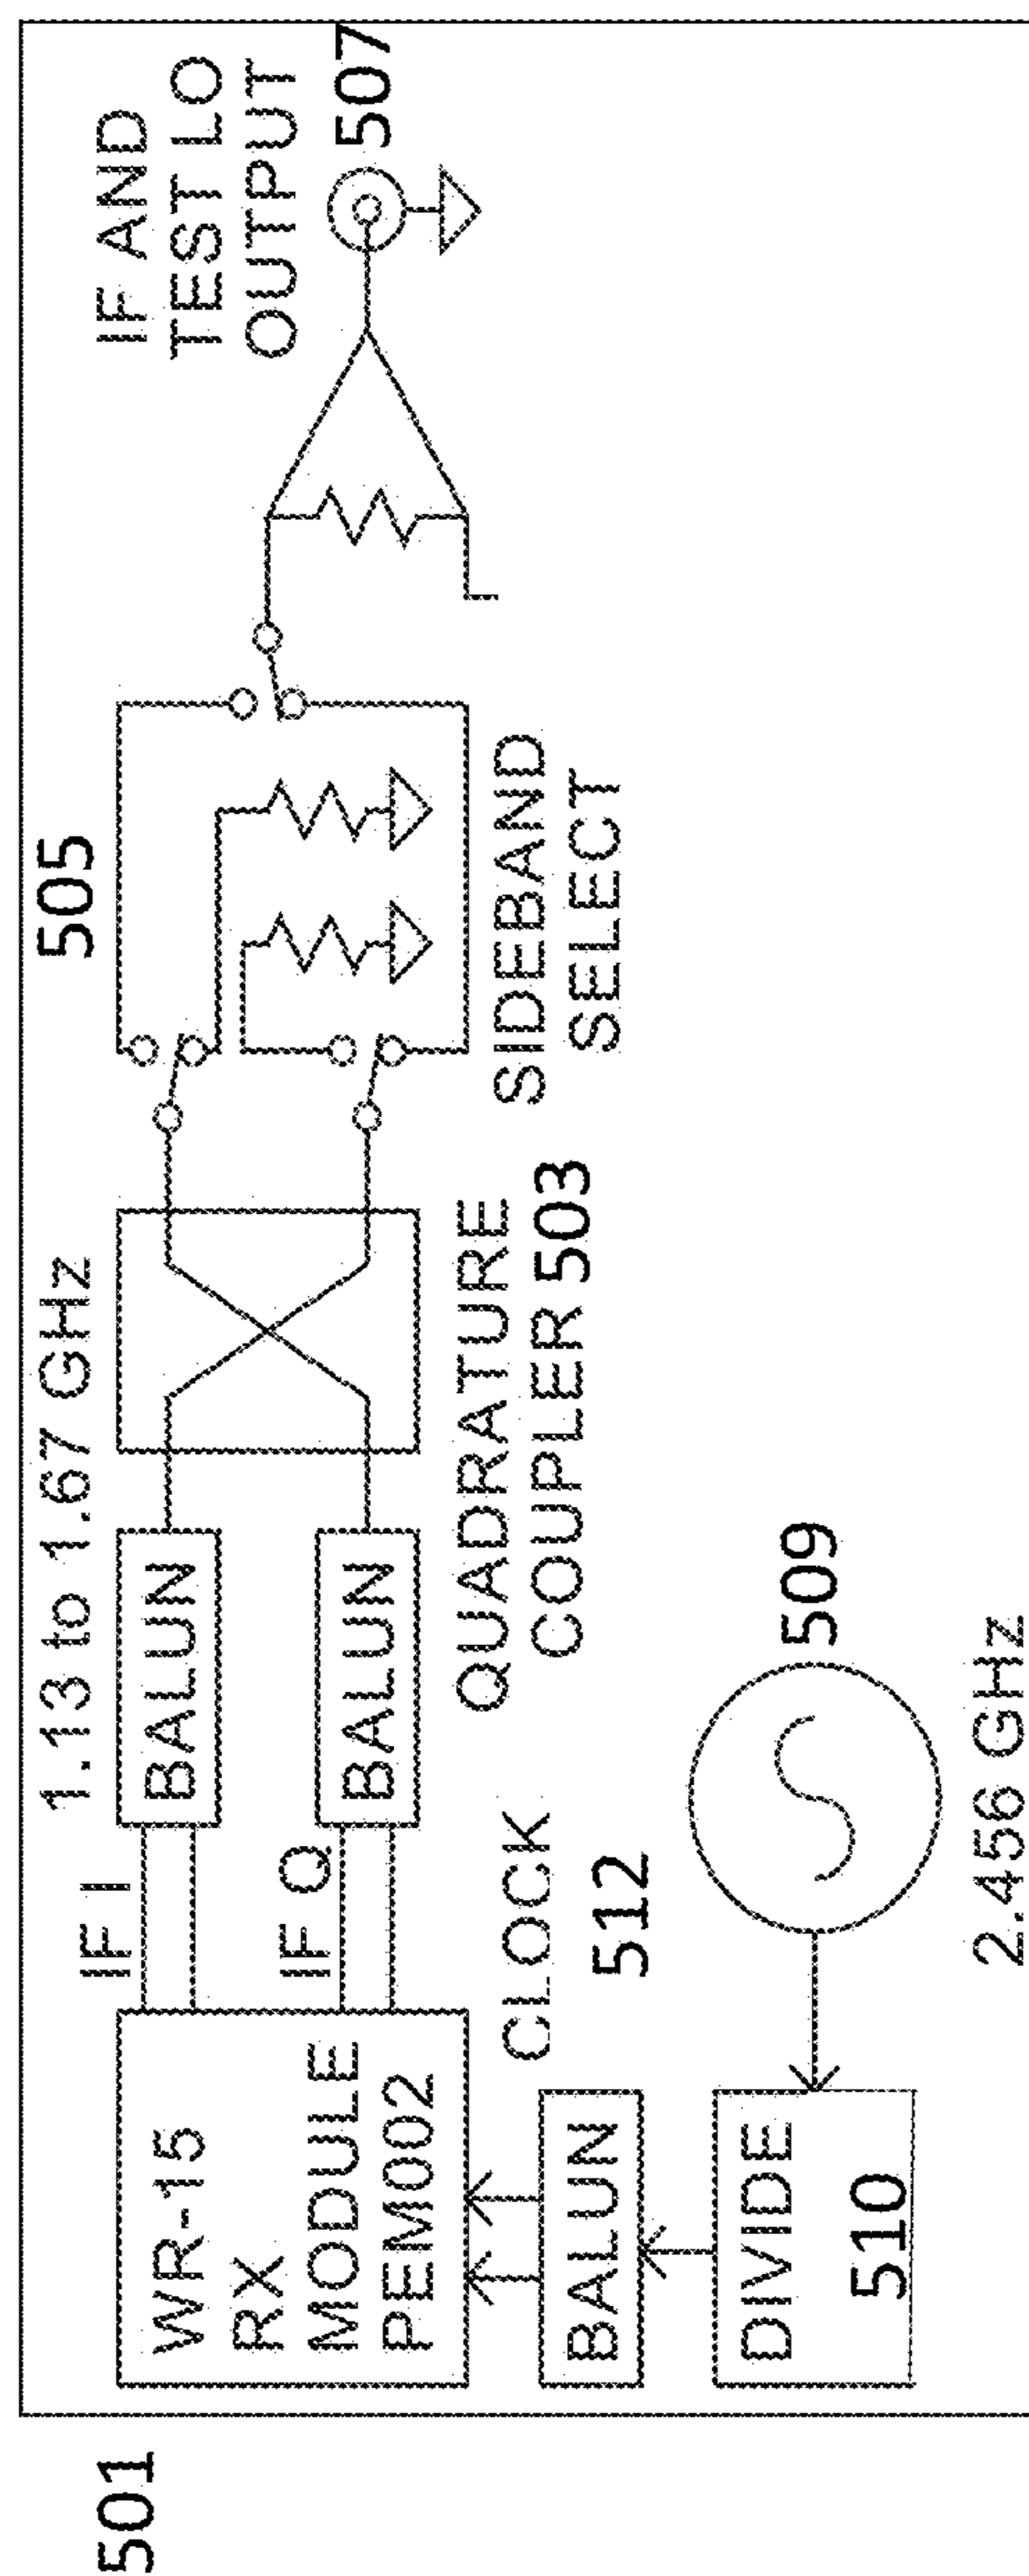 501
WR-15
RX
MODULE
PEM002
IF I
IF Q
BALUN
BALUN
1.13 to 1.67 GHz
QUADRATURE
COUPLER 503
505
SIDEBAND
SELECT
IF AND
TEST LO
OUTPUT
507
CLOCK
512
BALUN
DIVIDE
510
509
2.456 GHz